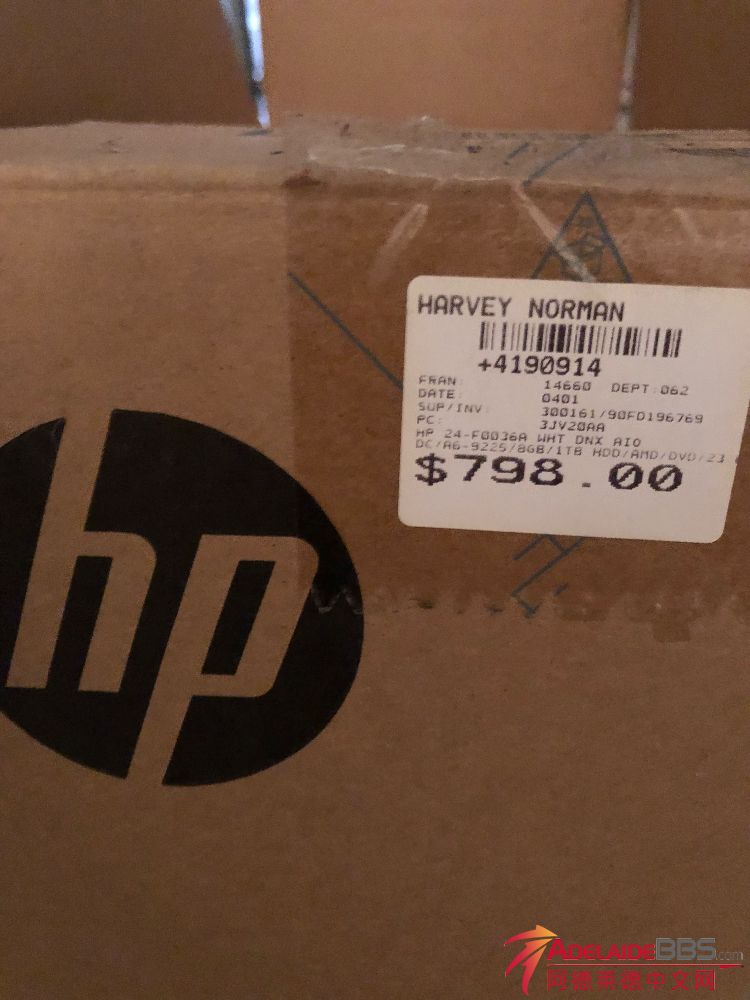 HARVEY NORMAN
+4190914
FRAN: 14660 DEPT:062
DATE: 0401
SUP/INV: 300161/90FD196769
PC: 3JV20AA
HP 24-F0036A WHT DNX AIO
DC/A6-9225/8GB/1TB HDD/AMD/DVD/23
$798.00
hp
ADELAIDEBBS.com
阿德莱德中文网